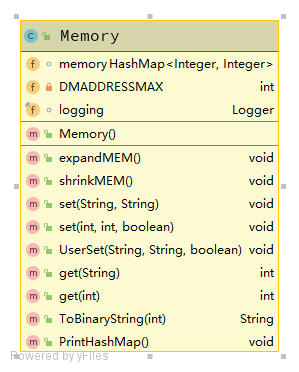 C Memory
f memory HashMap<Integer, Integer>
f DMADDRESSMAX int
f logging Logger
m Memory()
m expandMEM() void
m shrinkMEM() void
m set(String, String) void
m set(int, int, boolean) void
m UserSet(String, String, boolean) void
m get(String) int
m get(int) int
m ToBinaryString(int) String
m PrintHashMap() void
Powered by yFiles